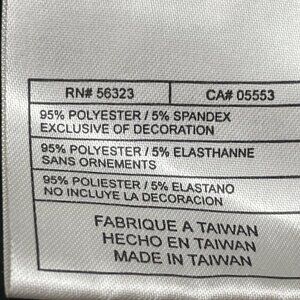 RN# 56323 CA# 05553
95% POLYESTER / 5% SPANDEX
EXCLUSIVE OF DECORATION
95% POLYESTER / 5% ELASTHANNE
SANS ORNEMENTS
95% POLIESTER / 5% ELASTANO
NO INCLUYE LA DECORACION
FABRIQUE A TAIWAN
HECHO EN TAIWAN
MADE IN TAIWAN